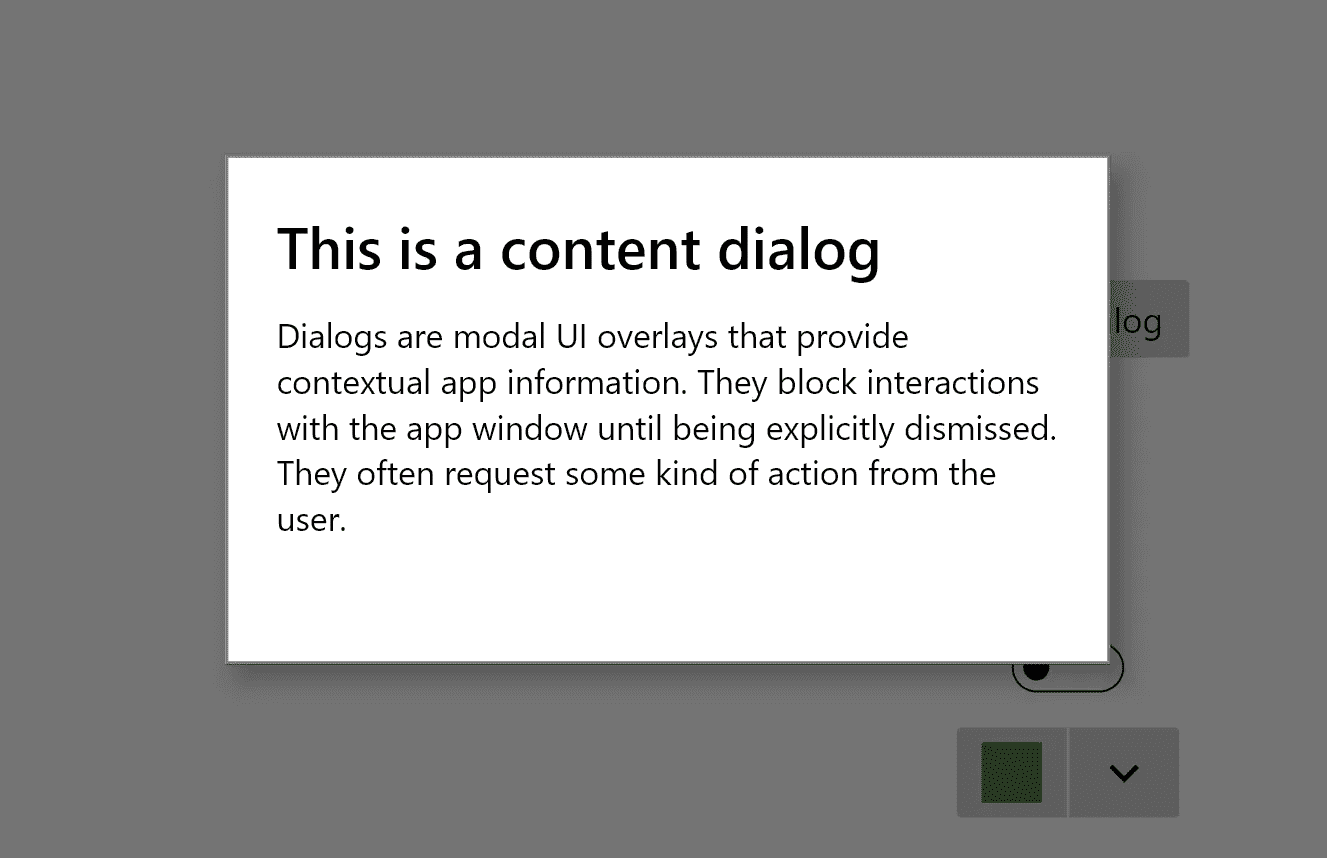 This is a content dialog
Dialogs are modal UI overlays that provide
contextual app information. They block interactions
with the app window until being explicitly dismissed.
They often request some kind of action from the
user.
log